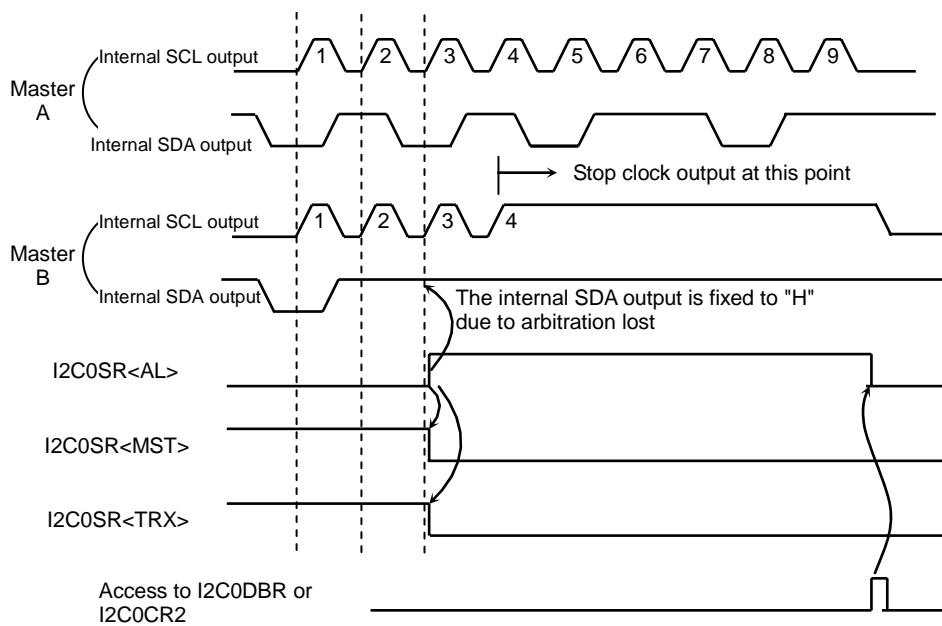 Internal SCL output
1 2 3 4 5 6 7 8 9
Master
A
Internal SDA output
Stop clock output at this point
Internal SCL output
1 2 3 4
Master
B
Internal SDA output
The internal SDA output is fixed to "H"
due to arbitration lost
I2C0SR<AL>
I2C0SR<MST>
I2C0SR<TRX>
Access to I2C0DBR or
I2C0CR2